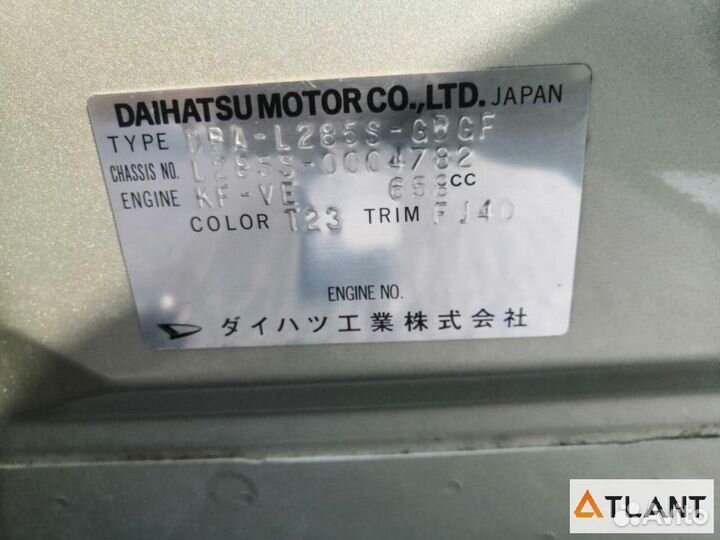 DAIHATSU MOTOR CO.,LTD. JAPAN
TYPE DBA-L285S-GBGF
CHASSIS NO. L285S-0004782
ENGINE KF-VE 658CC
COLOR T23 TRIM FJ40
ENGINE NO.
ダイハツ工業株式会社
ATLANT
Avito